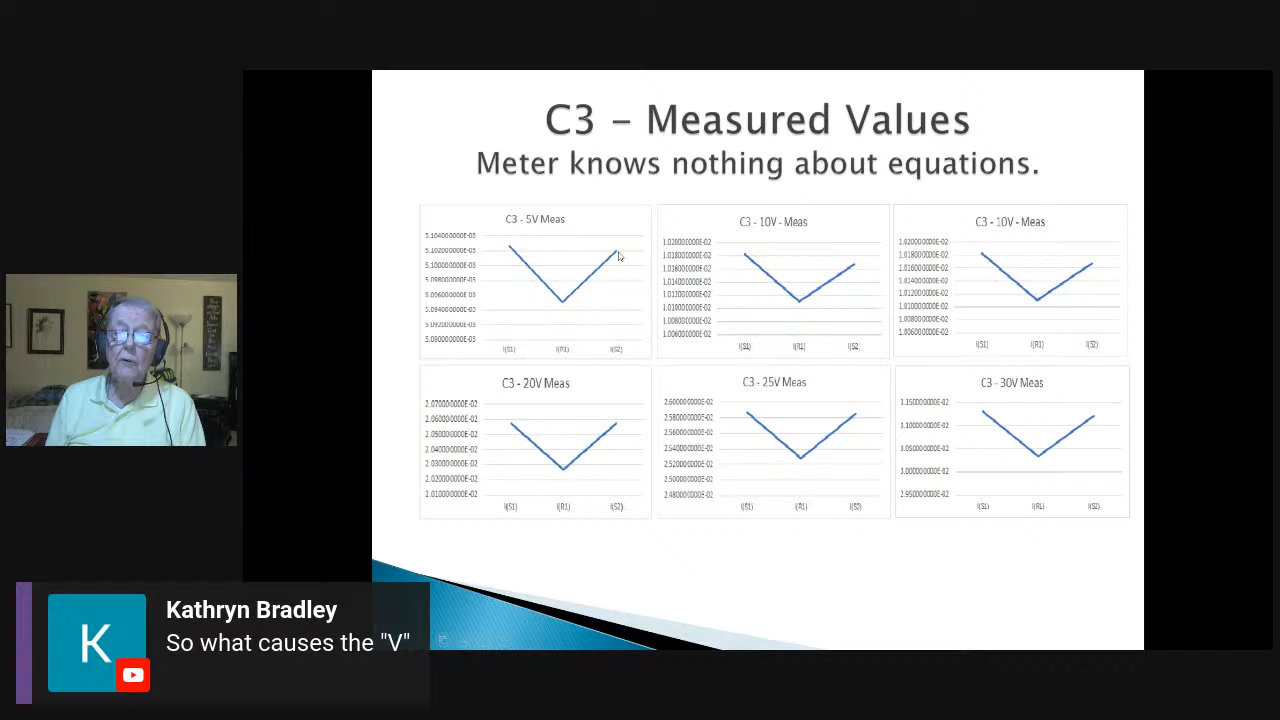 C3 – Measured Values
Meter knows nothing about equations.
C3 - 5V Meas
5.104000000E-03
5.102000000E-03
5.100000000E-03
5.098000000E-03
5.096000000E-03
5.094000000E-03
5.092000000E-03
5.090000000E-03
I(S1) I(R1) I(S2)
C3 - 10V - Meas
1.020000000E-02
1.018000000E-02
1.016000000E-02
1.014000000E-02
1.012000000E-02
1.010000000E-02
1.008000000E-02
1.006000000E-02
I(S1) I(R1) I(S2)
C3 - 10V - Meas
1.020000000E-02
1.018000000E-02
1.016000000E-02
1.014000000E-02
1.012000000E-02
1.010000000E-02
1.008000000E-02
1.006000000E-02
I(S1) I(R1) I(S2)
C3 - 20V Meas
2.070000000E-02
2.060000000E-02
2.050000000E-02
2.040000000E-02
2.030000000E-02
2.020000000E-02
2.010000000E-02
I(S1) I(R1) I(S2)
C3 - 25V Meas
2.600000000E-02
2.580000000E-02
2.560000000E-02
2.540000000E-02
2.520000000E-02
2.500000000E-02
2.480000000E-02
I(S1) I(R1) I(S2)
C3 - 30V Meas
3.150000000E-02
3.100000000E-02
3.050000000E-02
3.000000000E-02
2.950000000E-02
I(S1) I(R1) I(S2)
K
Kathryn Bradley
So what causes the "V"